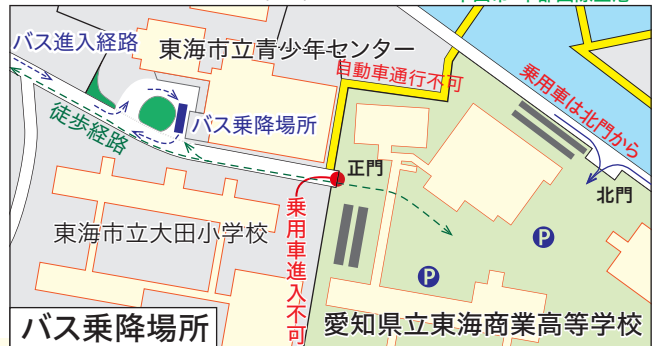 バス進入経路
東海市立青少年センター
自動車通行不可
乗用車は北門から
バス乗降場所
徒歩経路
正門
北門
東海市立大田小学校
乗用車進入不可
P
P
バス乗降場所
愛知県立東海商業高等学校